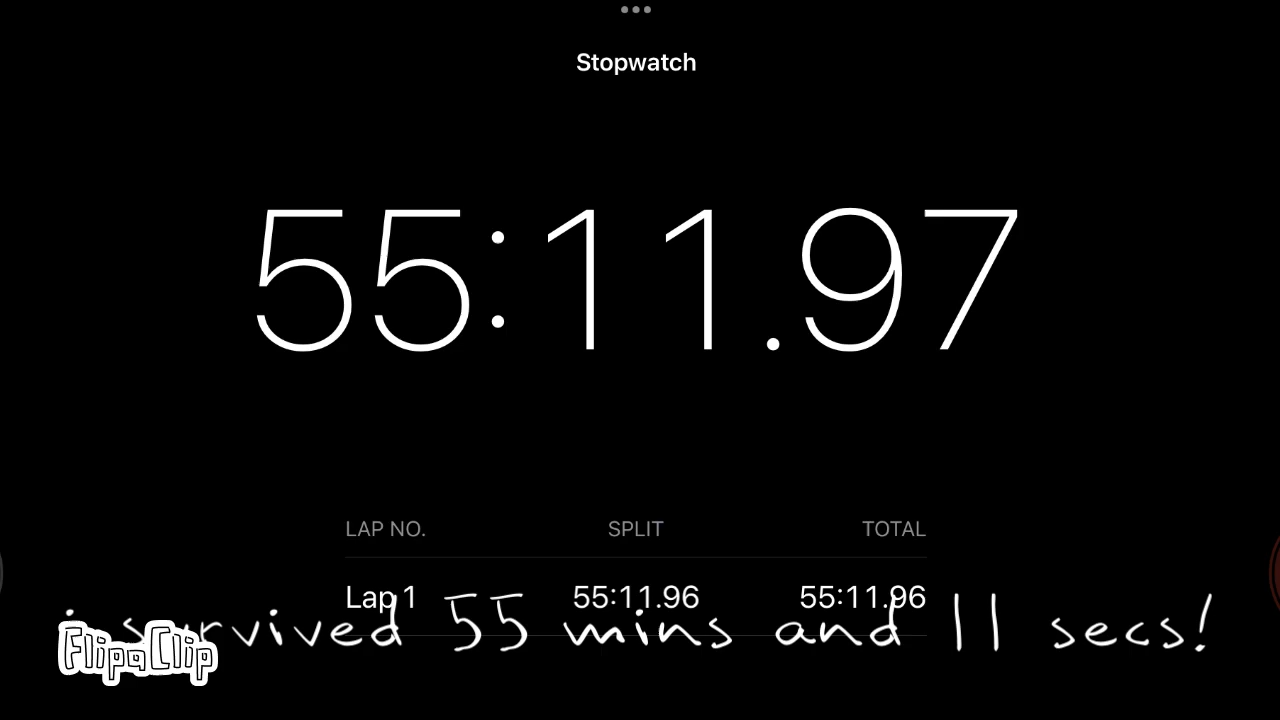 Stopwatch
55:11.97
LAP NO. SPLIT TOTAL
Lap 1 55:11.96 55:11.96
i survived 55 mins and 11 secs!
FlipaClip